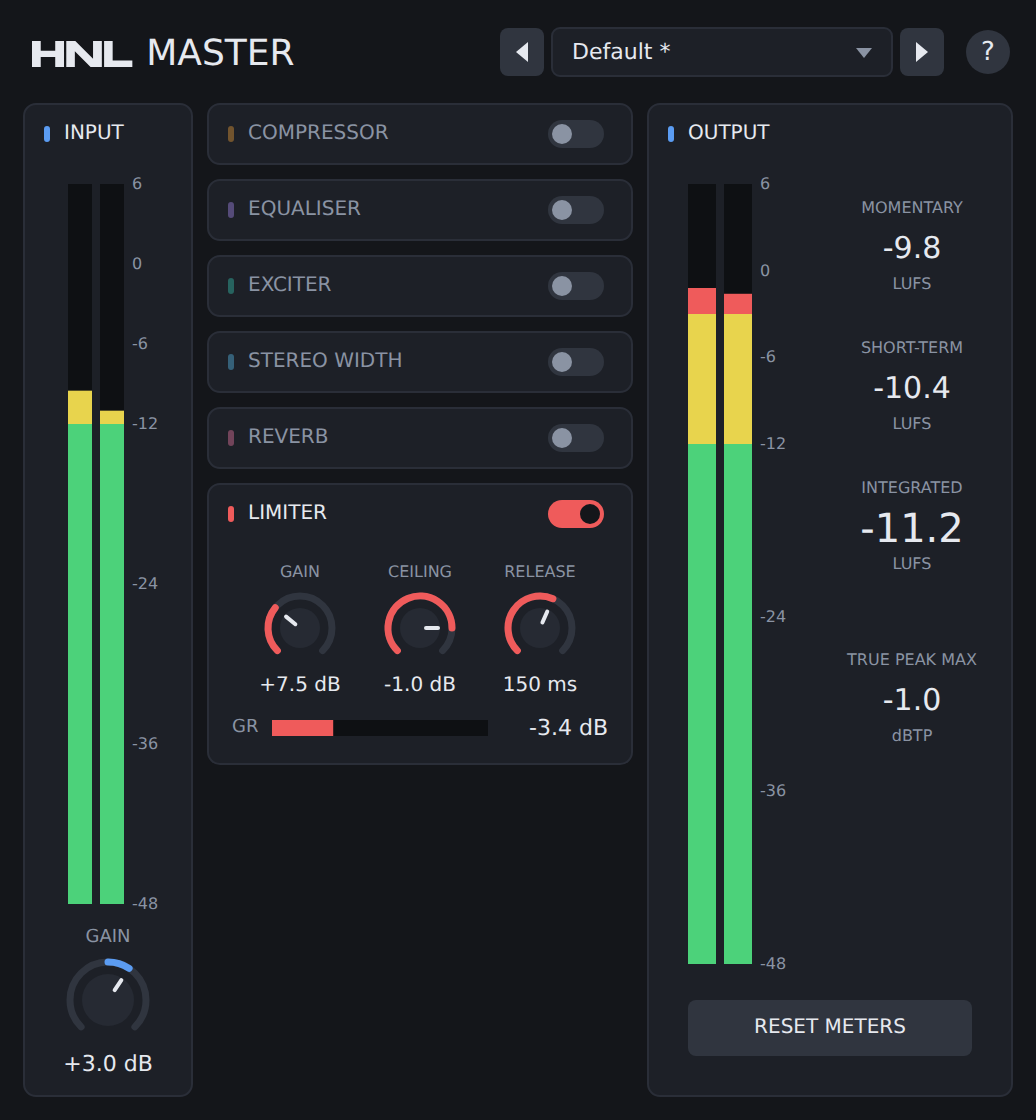 HNL MASTER
Default *
?
INPUT
6
0
-6
-12
-24
-36
-48
GAIN
+3.0 dB
COMPRESSOR
EQUALISER
EXCITER
STEREO WIDTH
REVERB
LIMITER
GAIN CEILING RELEASE
+7.5 dB -1.0 dB 150 ms
GR -3.4 dB
OUTPUT
6
0
-6
-12
-24
-36
-48
MOMENTARY
-9.8
LUFS
SHORT-TERM
-10.4
LUFS
INTEGRATED
-11.2
LUFS
TRUE PEAK MAX
-1.0
dBTP
RESET METERS